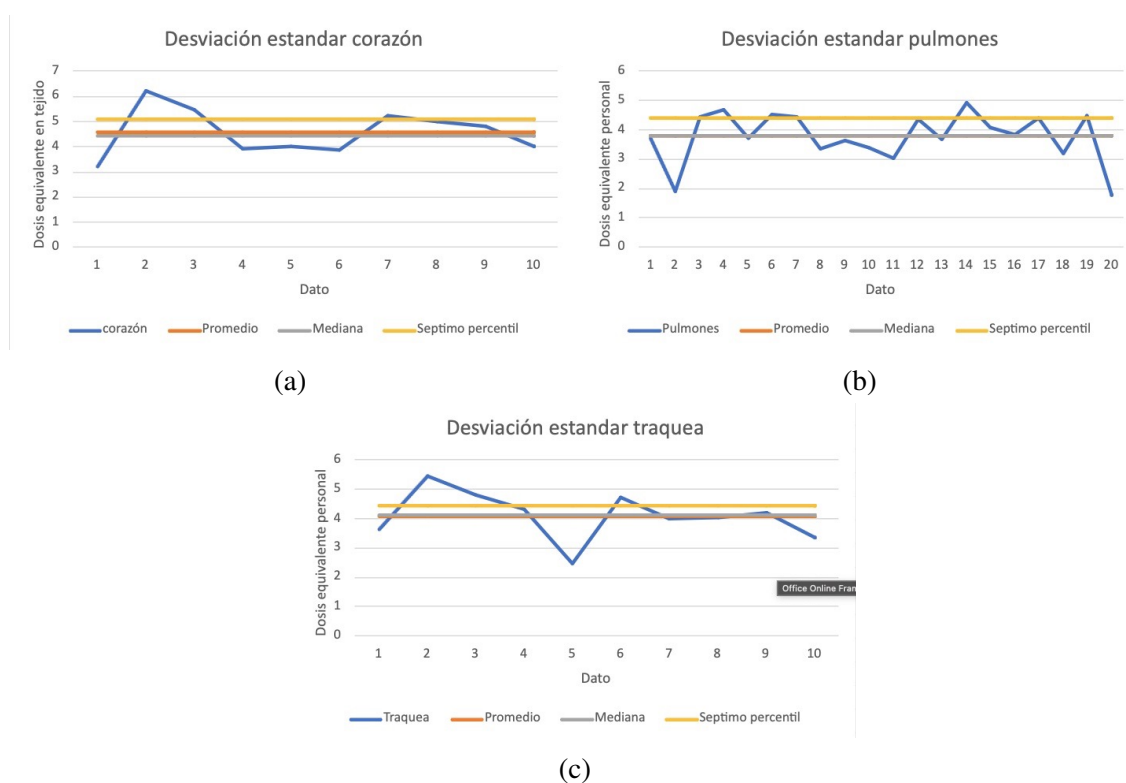 Desviación estandar corazón
Dosis equivalente en tejido
7
6
5
4
3
2
1
0
1 2 3 4 5 6 7 8 9 10
Dato
corazón Promedio Mediana Septimo percentil
(a)
Desviación estandar pulmones
Dosis equivalente personal
6
5
4
3
2
1
0
1 2 3 4 5 6 7 8 9 10 11 12 13 14 15 16 17 18 19 20
Dato
Pulmones Promedio Mediana Septimo percentil
(b)
Desviación estandar traquea
Dosis equivalente personal
6
5
4
3
2
1
0
1 2 3 4 5 6 7 8 9 10
Office Online Fran
Dato
Traquea Promedio Mediana Septimo percentil
(c)